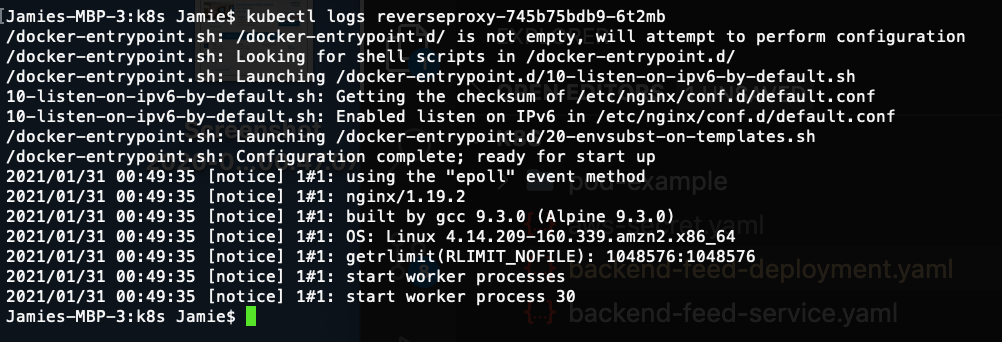 Jamies-MBP-3:k8s Jamie$ kubectl logs reverseproxy-745b75bdb9-6t2mb
/docker-entrypoint.sh: /docker-entrypoint.d/ is not empty, will attempt to perform configuration
/docker-entrypoint.sh: Looking for shell scripts in /docker-entrypoint.d/
/docker-entrypoint.sh: Launching /docker-entrypoint.d/10-listen-on-ipv6-by-default.sh
10-listen-on-ipv6-by-default.sh: Getting the checksum of /etc/nginx/conf.d/default.conf
10-listen-on-ipv6-by-default.sh: Enabled listen on IPv6 in /etc/nginx/conf.d/default.conf
/docker-entrypoint.sh: Launching /docker-entrypoint.d/20-envsubst-on-templates.sh
/docker-entrypoint.sh: Configuration complete; ready for start up
2021/01/31 00:49:35 [notice] 1#1: using the "epoll" event method
2021/01/31 00:49:35 [notice] 1#1: nginx/1.19.2
2021/01/31 00:49:35 [notice] 1#1: built by gcc 9.3.0 (Alpine 9.3.0)
2021/01/31 00:49:35 [notice] 1#1: OS: Linux 4.14.209-160.339.amzn2.x86_64
2021/01/31 00:49:35 [notice] 1#1: getrlimit(RLIMIT_NOFILE): 1048576:1048576
2021/01/31 00:49:35 [notice] 1#1: start worker processes
2021/01/31 00:49:35 [notice] 1#1: start worker process 30
Jamies-MBP-3:k8s Jamie$
OPEN EDITORS
Screenshot
K8S
pod-example
secret.yaml
backend-feed-deployment.yaml
backend-feed-service.yaml